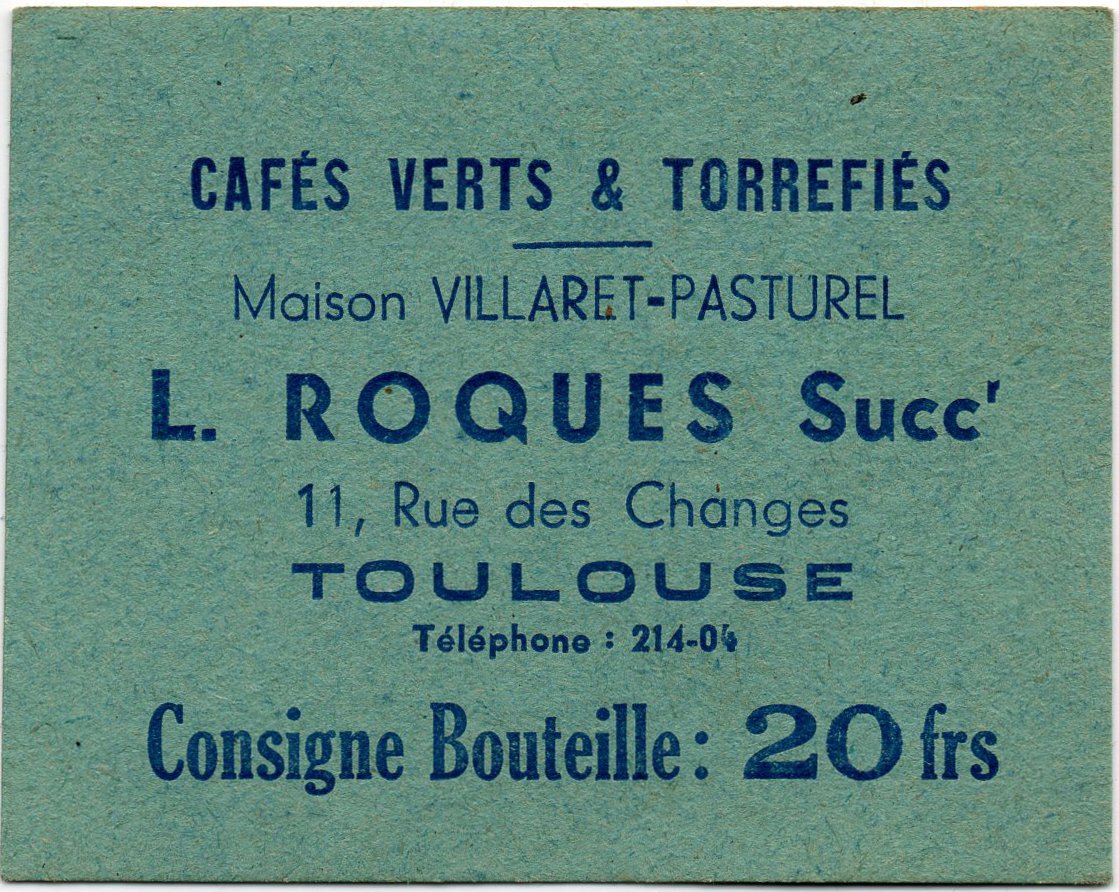 CAFÉS VERTS & TORREFIÉS
Maison VILLARET-PASTUREL
L. ROQUES Succ'
11, Rue des Changes
TOULOUSE
Téléphone : 214-04
Consigne Bouteille : 20 frs